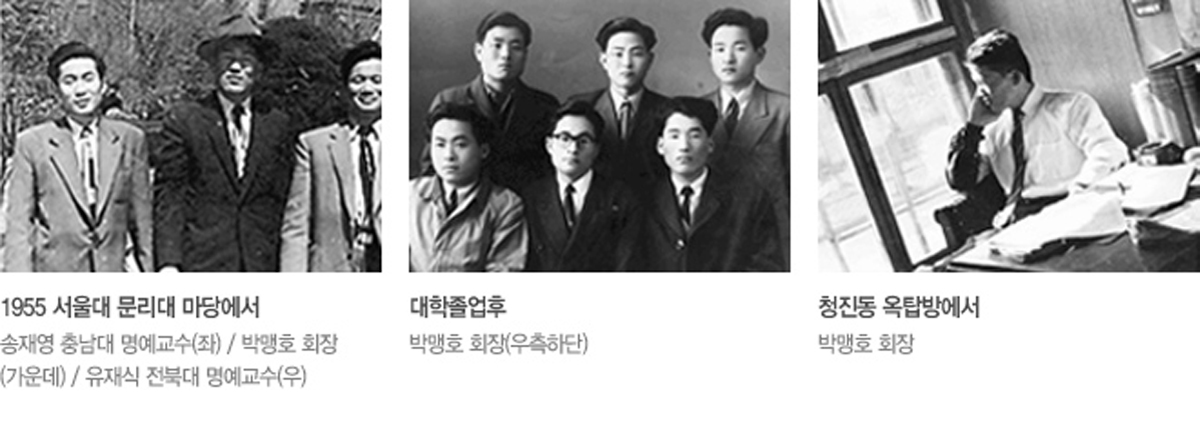 1955 서울대 문리대 마당에서
송재영 충남대 명예교수(좌) / 박맹호 회장
(가운데) / 유재식 전북대 명예교수(우)
대학졸업후
박맹호 회장(우측하단)
청진동 옥탑방에서
박맹호 회장